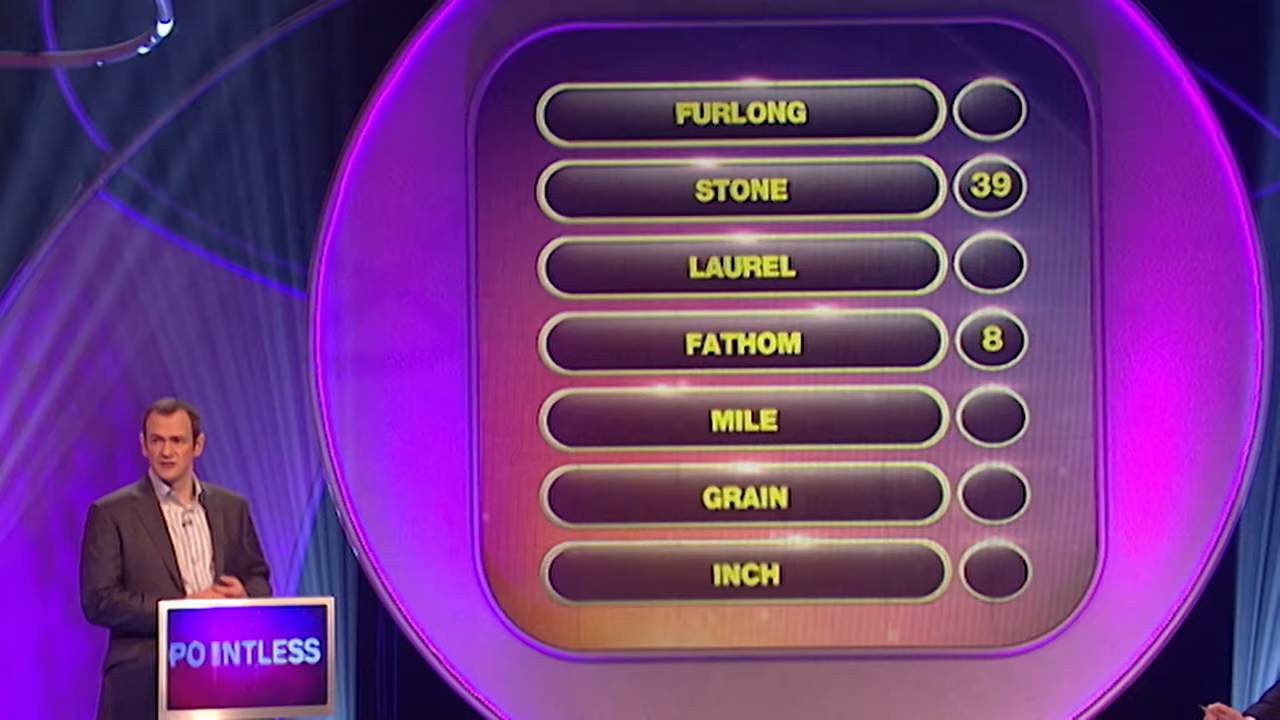 FURLONG
STONE 39
LAUREL
FATHOM 8
MILE
GRAIN
INCH
POINTLESS